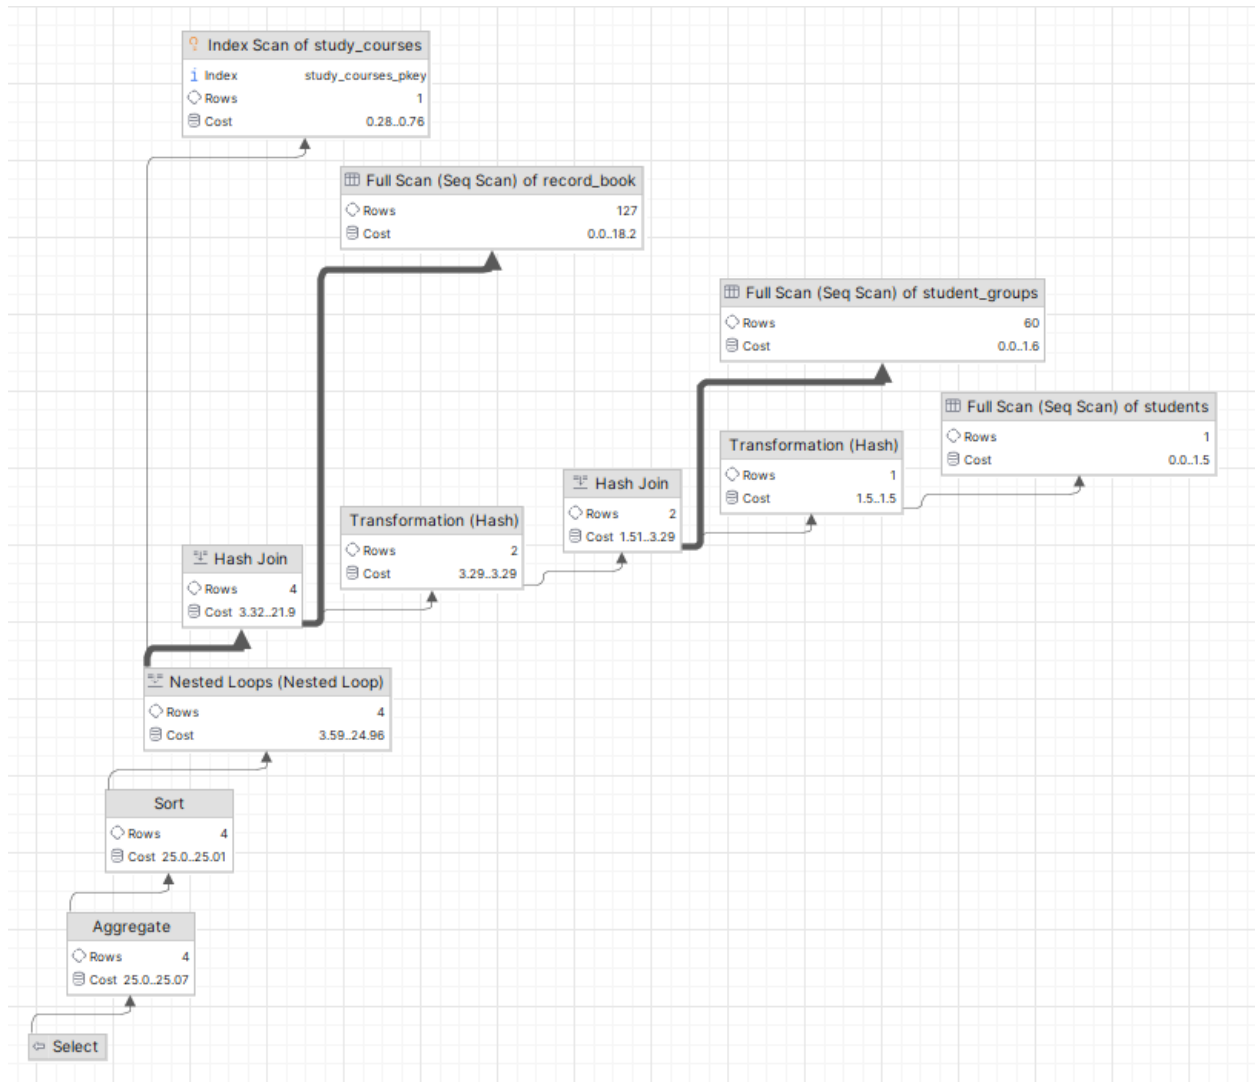 Index Scan of study_courses
i Index study_courses_pkey
Rows 1
Cost 0.28..0.76
Full Scan (Seq Scan) of record_book
Rows 127
Cost 0.0..18.2
Full Scan (Seq Scan) of student_groups
Rows 60
Cost 0.0..1.6
Full Scan (Seq Scan) of students
Rows 1
Cost 0.0..1.5
Transformation (Hash)
Rows 1
Cost 1.5..1.5
Hash Join
Rows 2
Cost 1.51..3.29
Transformation (Hash)
Rows 2
Cost 3.29..3.29
Hash Join
Rows 4
Cost 3.32..21.9
Nested Loops (Nested Loop)
Rows 4
Cost 3.59..24.96
Sort
Rows 4
Cost 25.0..25.01
Aggregate
Rows 4
Cost 25.0..25.07
Select